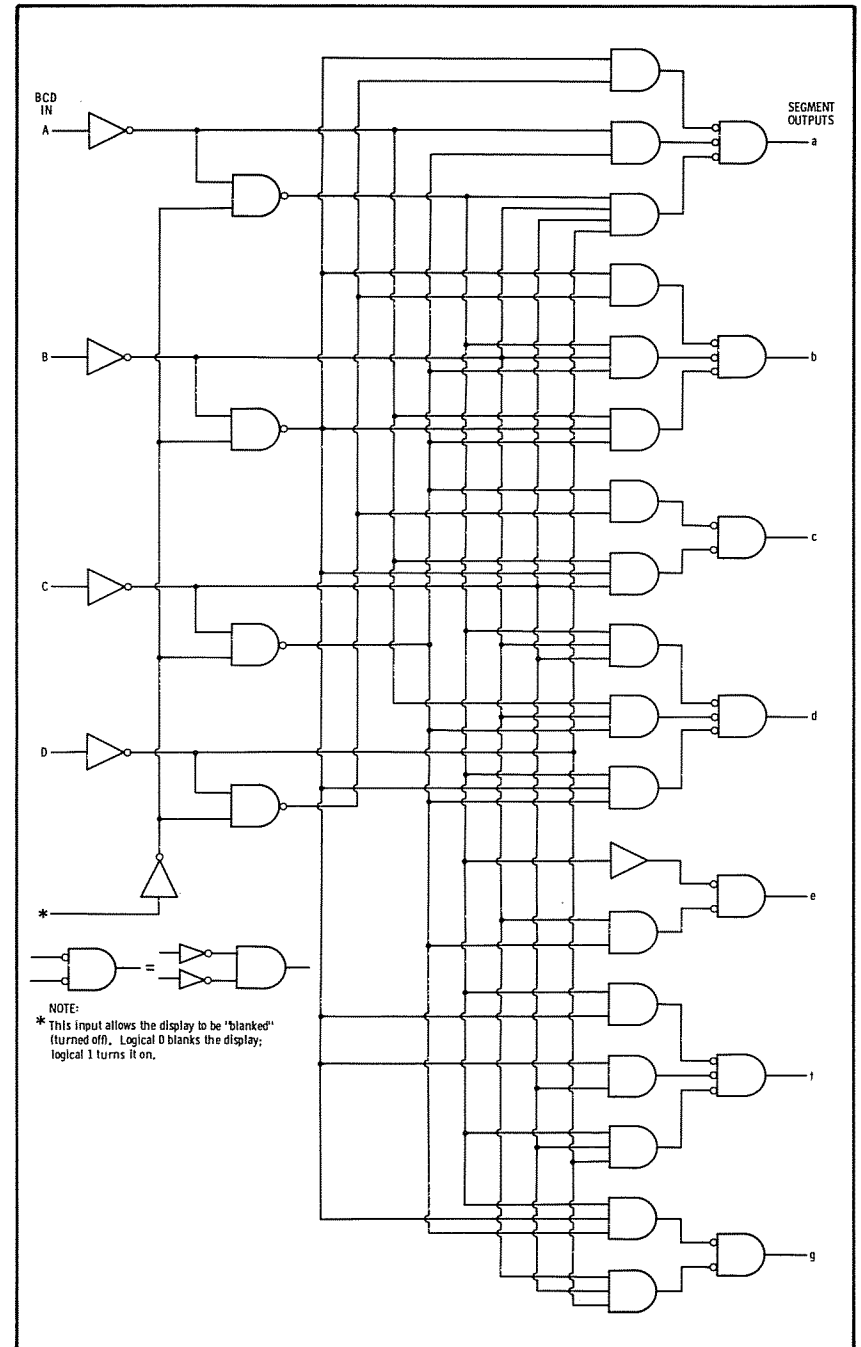 BCD
IN
A
SEGMENT
OUTPUTS
a
B
b
C
c
D
d
*
e
=
NOTE:
* This input allows the display to be "blanked"
(turned off). Logical 0 blanks the display;
logical 1 turns it on.
f
g